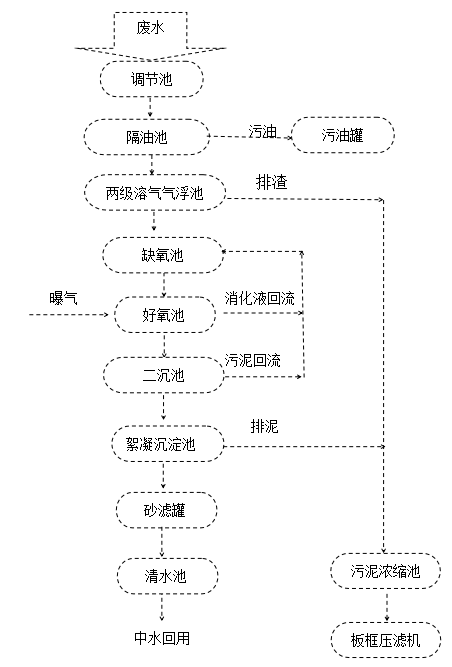 废水
调节池
隔油池
污油
污油罐
两级溶气气浮池
排渣
缺氧池
曝气
好氧池
消化液回流
二沉池
污泥回流
絮凝沉淀池
排泥
砂滤罐
清水池
污泥浓缩池
中水回用
板框压滤机